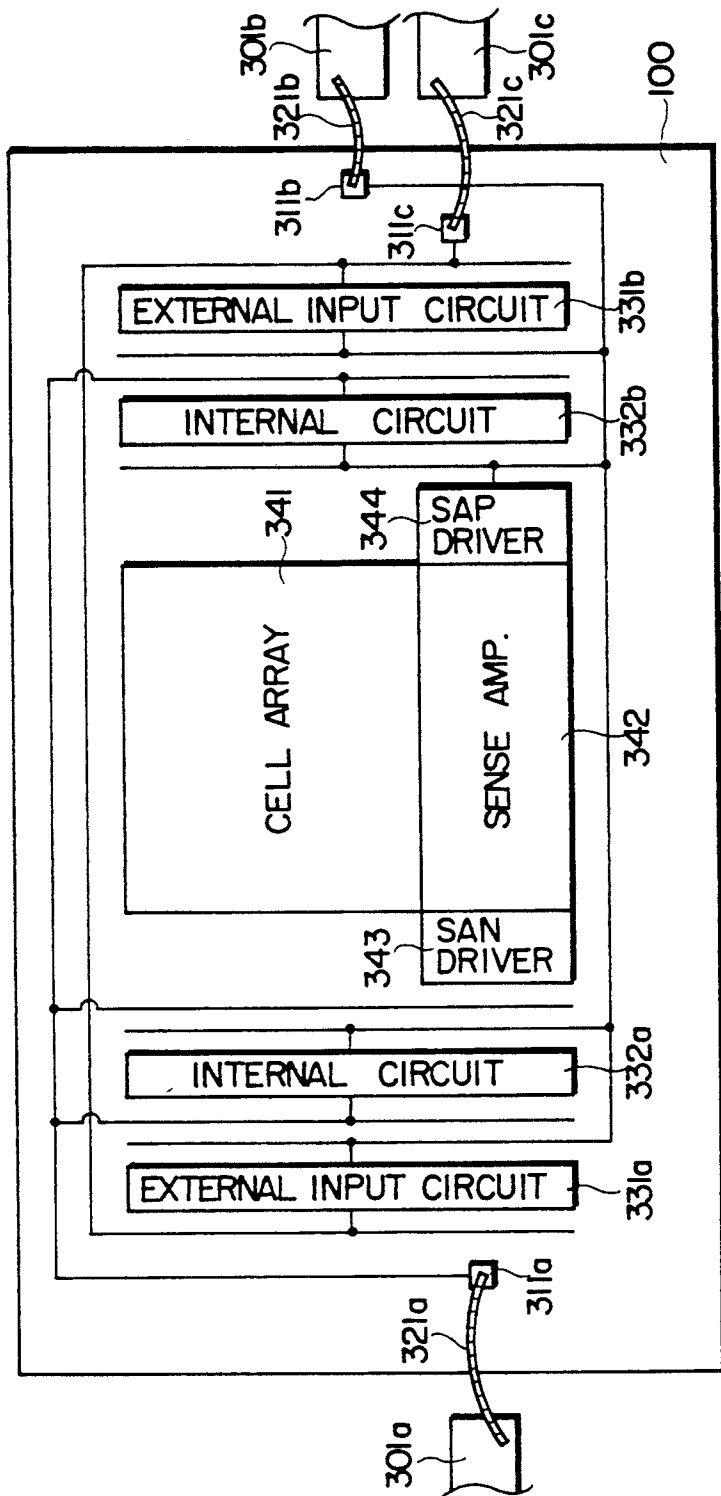 301b
301c
321b
321c
100
311b
311c
EXTERNAL INPUT CIRCUIT
331b
INTERNAL CIRCUIT
332b
341
344
SAP
DRIVER
CELL ARRAY
SENSE AMP.
342
343
SAN
DRIVER
INTERNAL CIRCUIT
332a
EXTERNAL INPUT CIRCUIT
331a
311a
321a
301a